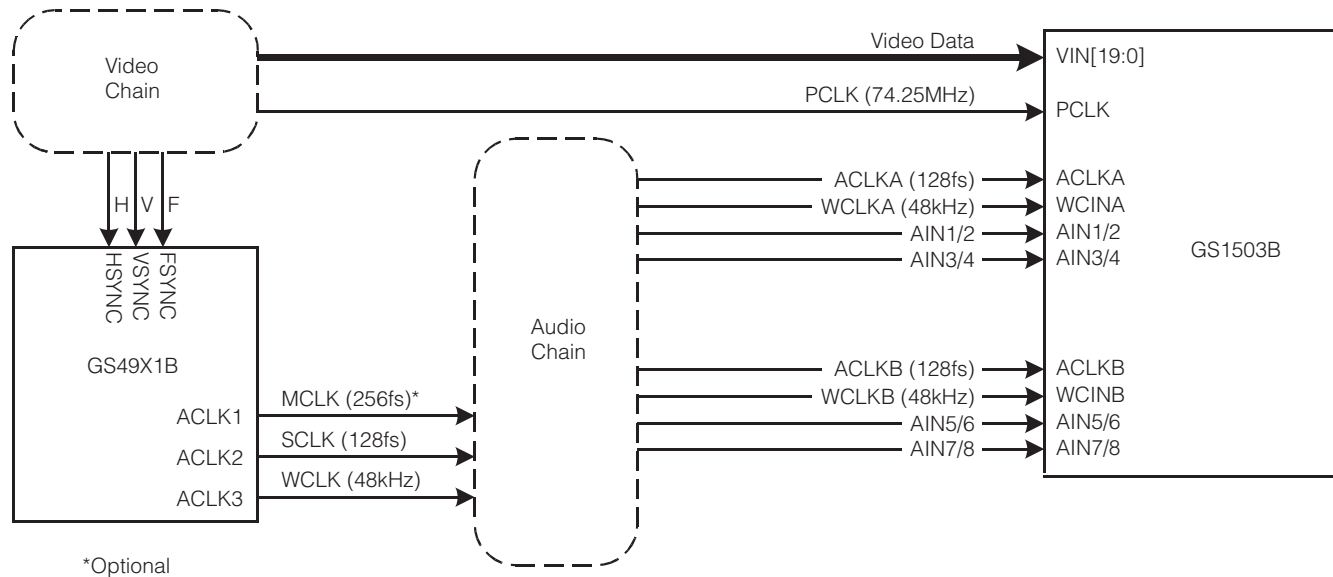 Video
Chain
Video Data
VIN[19:0]
PCLK (74.25MHz)
PCLK
H
V
F
HSYNC
VSYNC
FSYNC
GS49X1B
ACLK1
ACLK2
ACLK3
MCLK (256fs)*
SCLK (128fs)
WCLK (48kHz)
*Optional
Audio
Chain
ACLKA (128fs)
ACLKA
WCLKA (48kHz)
WCINA
AIN1/2
AIN1/2
AIN3/4
AIN3/4
GS1503B
ACLKB (128fs)
ACLKB
WCLKB (48kHz)
WCINB
AIN5/6
AIN5/6
AIN7/8
AIN7/8